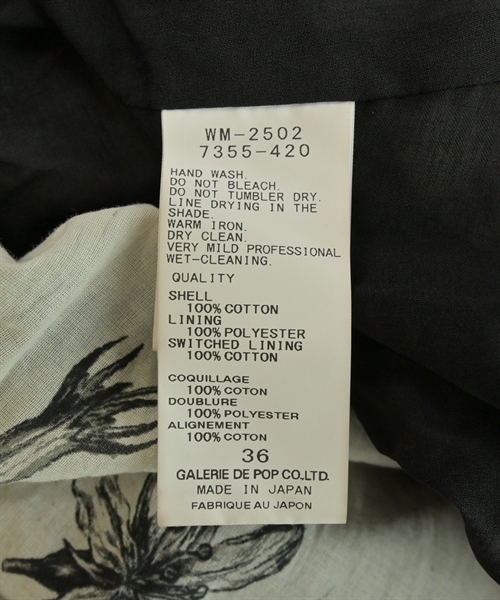 WM-2502
7355-420
HAND WASH.
DO NOT BLEACH.
DO NOT TUMBLER DRY.
LINE DRYING IN THE
SHADE.
WARM IRON.
DRY CLEAN.
VERY MILD PROFESSIONAL
WET-CLEANING.
QUALITY
SHELL
100% COTTON
LINING
100% POLYESTER
SWITCHED LINING
100% COTTON
COQUILLAGE
100% COTON
DOUBLURE
100% POLYESTER
ALIGNEMENT
100% COTON
36
GALERIE DE POP CO.,LTD.
MADE IN JAPAN
FABRIQUE AU JAPON